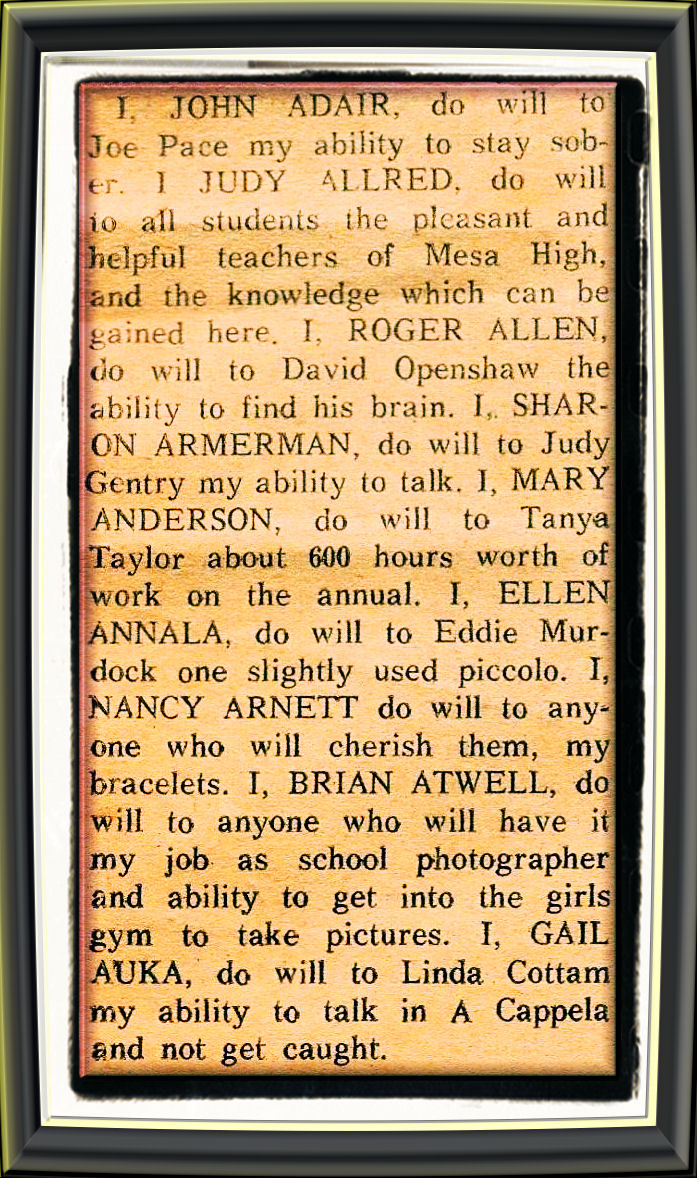 I, JOHN ADAIR, do will to
Joe Pace my ability to stay sob-
er. I JUDY ALLRED, do will
to all students the pleasant and
helpful teachers of Mesa High,
and the knowledge which can be
gained here. I, ROGER ALLEN,
do will to David Openshaw the
ability to find his brain. I, SHAR-
ON ARMERMAN, do will to Judy
Gentry my ability to talk. I, MARY
ANDERSON, do will to Tanya
Taylor about 600 hours worth of
work on the annual. I, ELLEN
ANNALA, do will to Eddie Mur-
dock one slightly used piccolo. I,
NANCY ARNETT do will to any-
one who will cherish them, my
bracelets. I, BRIAN ATWELL, do
will to anyone who will have it
my job as school photographer
and ability to get into the girls
gym to take pictures. I, GAIL
AUKA, do will to Linda Cottam
my ability to talk in A Cappela
and not get caught.